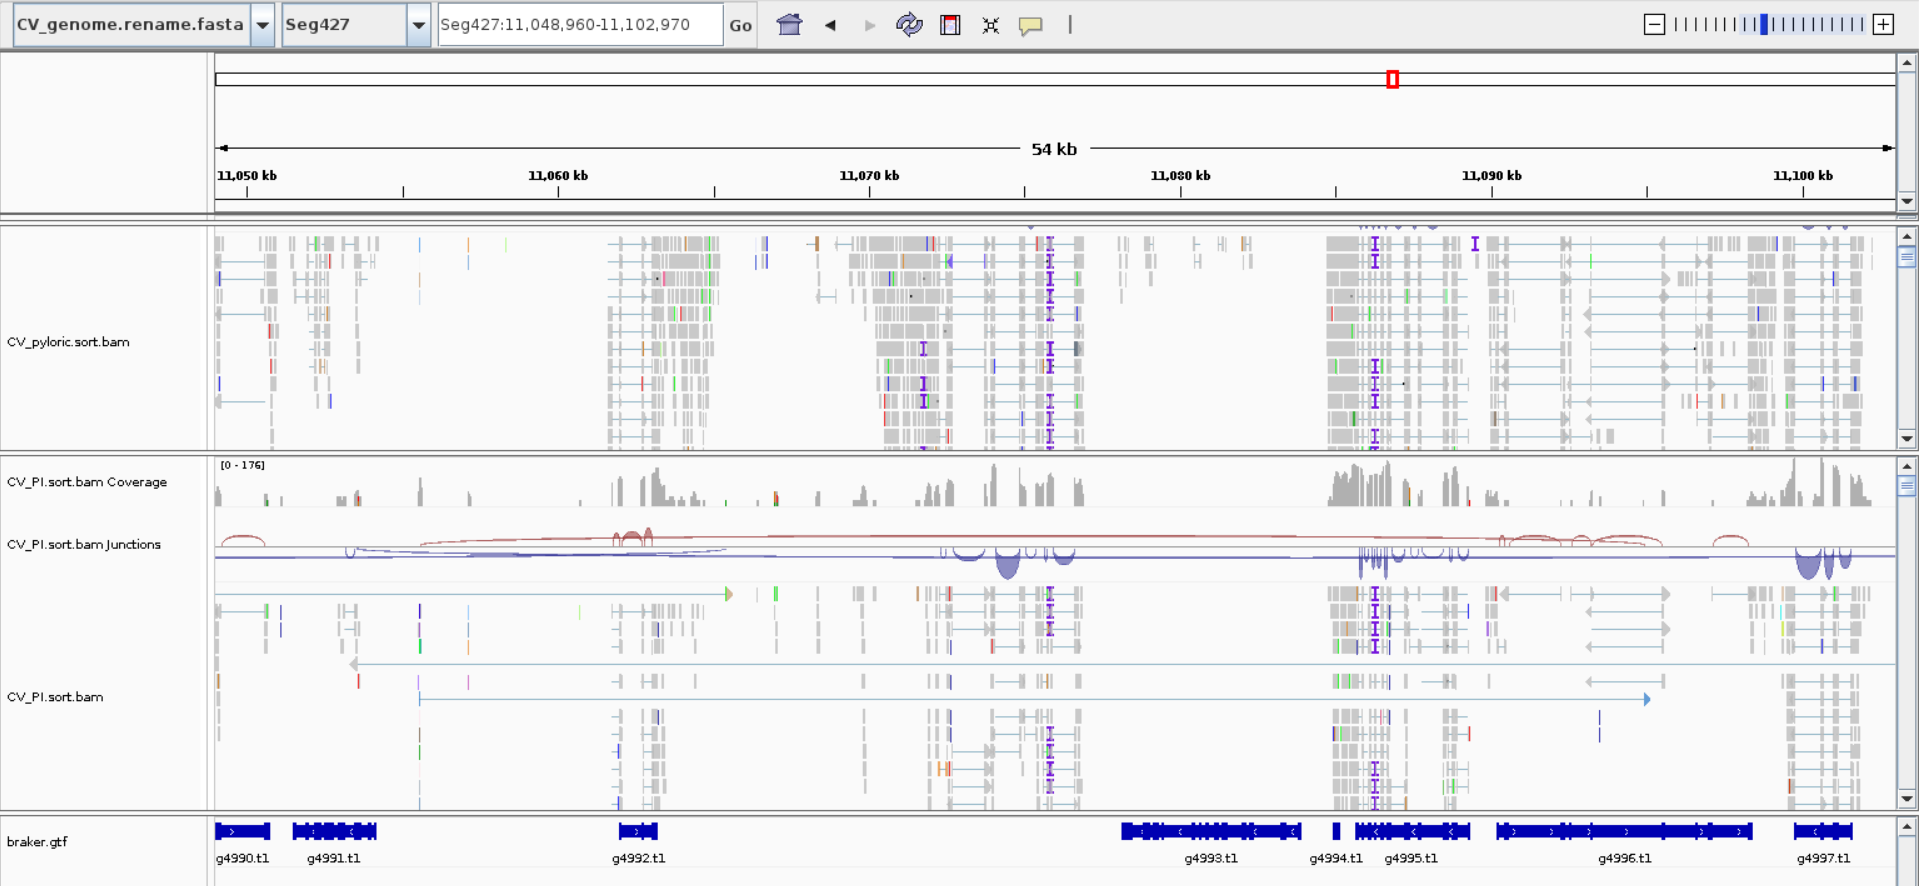 CV_genome.rename.fasta Seg427 Seg427:11,048,960-11,102,970 Go
54 kb
11,050 kb 11,060 kb 11,070 kb 11,080 kb 11,090 kb 11,100 kb
CV_pyloric.sort.bam
[0 - 176]
CV_PI.sort.bam Coverage
CV_PI.sort.bam Junctions
CV_PI.sort.bam
braker.gtf
g4990.t1 g4991.t1 g4992.t1 g4993.t1 g4994.t1 g4995.t1 g4996.t1 g4997.t1